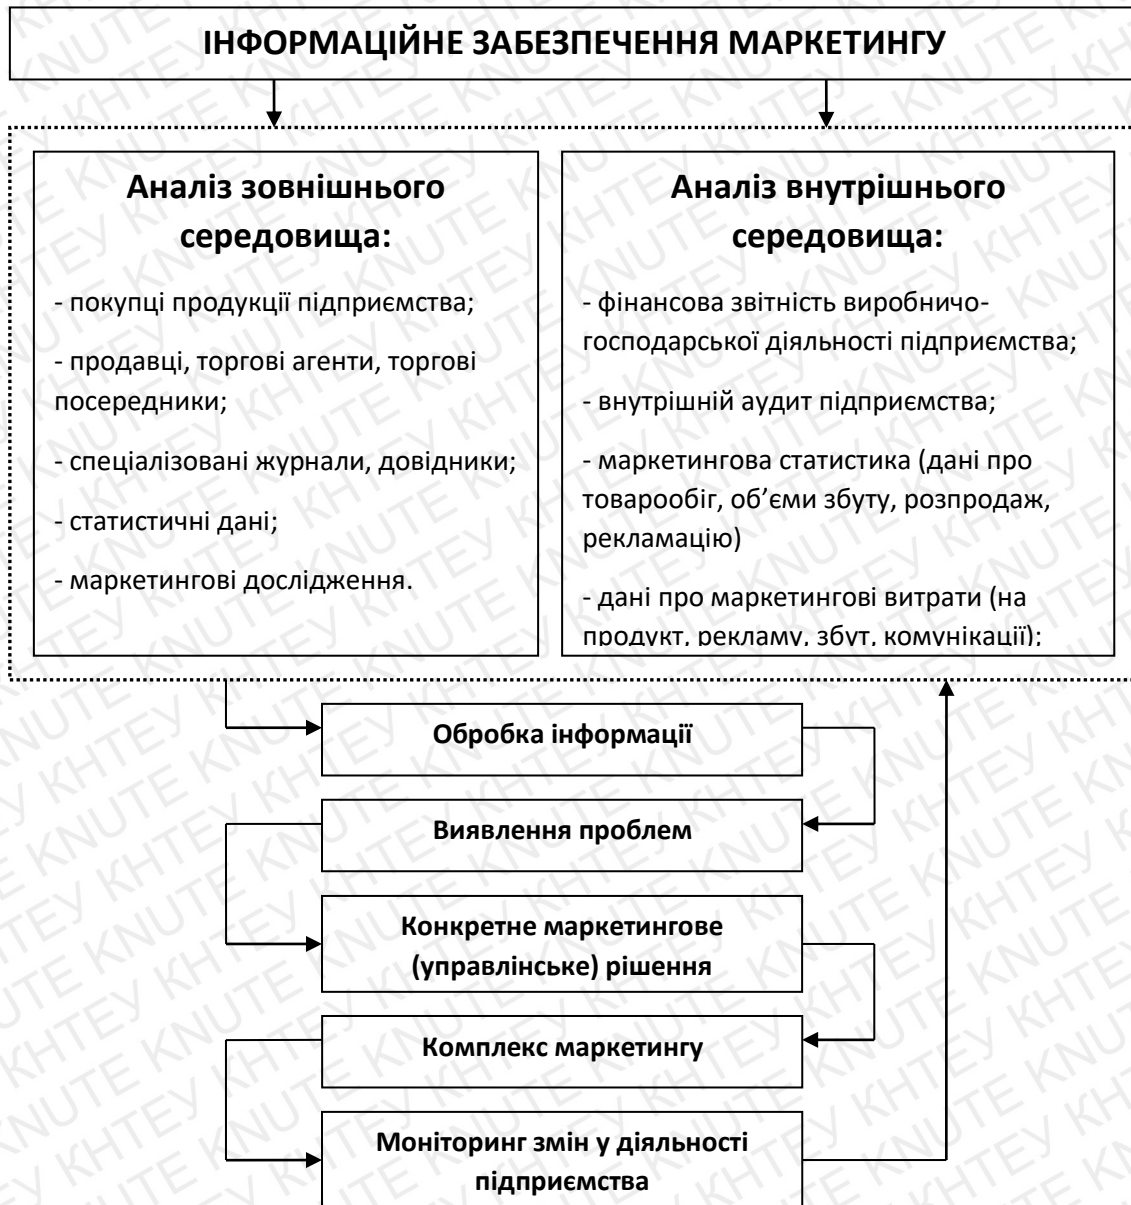 ІНФОРМАЦІЙНЕ ЗАБЕЗПЕЧЕННЯ МАРКЕТИНГУ
Аналіз зовнішнього
середовища:
- покупці продукції підприємства;
- продавці, торгові агенти, торгові
посередники;
- спеціалізовані журнали, довідники;
- статистичні дані;
- маркетингові дослідження.
Аналіз внутрішнього
середовища:
- фінансова звітність виробничо-
господарської діяльності підприємства;
- внутрішній аудит підприємства;
- маркетингова статистика (дані про
товарообіг, об’єми збуту, розпродаж,
рекламацію)
- дані про маркетингові витрати (на
продукт, рекламу, збут, комунікації);
Обробка інформації
Виявлення проблем
Конкретне маркетингове
(управлінське) рішення
Комплекс маркетингу
Моніторинг змін у діяльності
підприємства